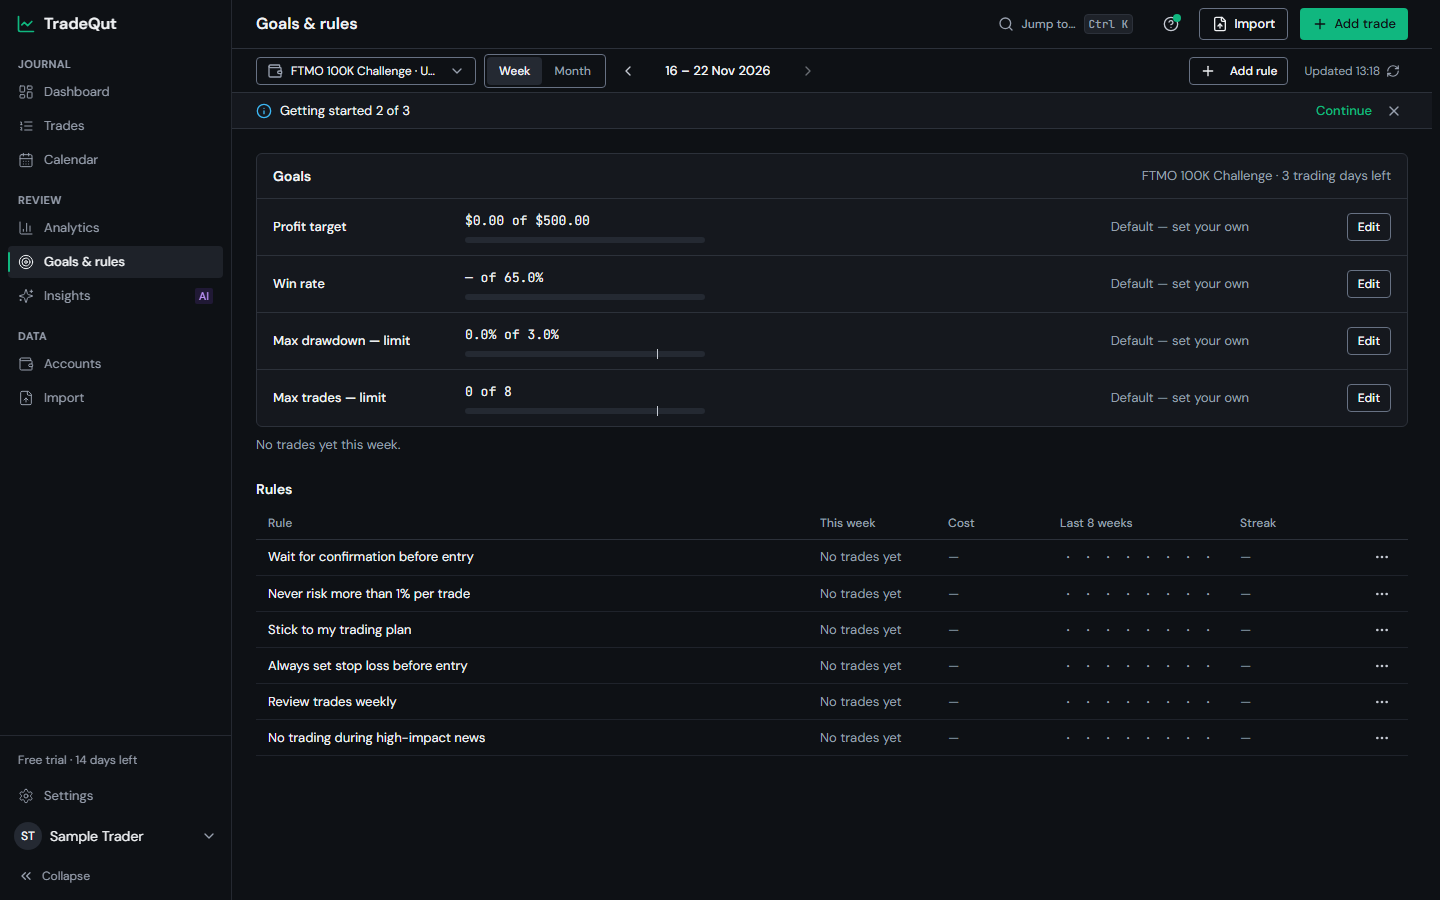 TradeQut
JOURNAL
Dashboard
Trades
Calendar
REVIEW
Analytics
Goals & rules
Insights AI
DATA
Accounts
Import
Free trial · 14 days left
Settings
ST Sample Trader
Collapse
Goals & rules
Jump to... Ctrl K
Import
Add trade
FTMO 100K Challenge · U...
Week Month
16 – 22 Nov 2026
Add rule
Updated 13:18
Getting started 2 of 3
Continue
Goals
FTMO 100K Challenge · 3 trading days left
Profit target $0.00 of $500.00 Default — set your own Edit
Win rate — of 65.0% Default — set your own Edit
Max drawdown — limit 0.0% of 3.0% Default — set your own Edit
Max trades — limit 0 of 8 Default — set your own Edit
No trades yet this week.
Rules
Rule This week Cost Last 8 weeks Streak
Wait for confirmation before entry No trades yet — —
Never risk more than 1% per trade No trades yet — —
Stick to my trading plan No trades yet — —
Always set stop loss before entry No trades yet — —
Review trades weekly No trades yet — —
No trading during high-impact news No trades yet — —